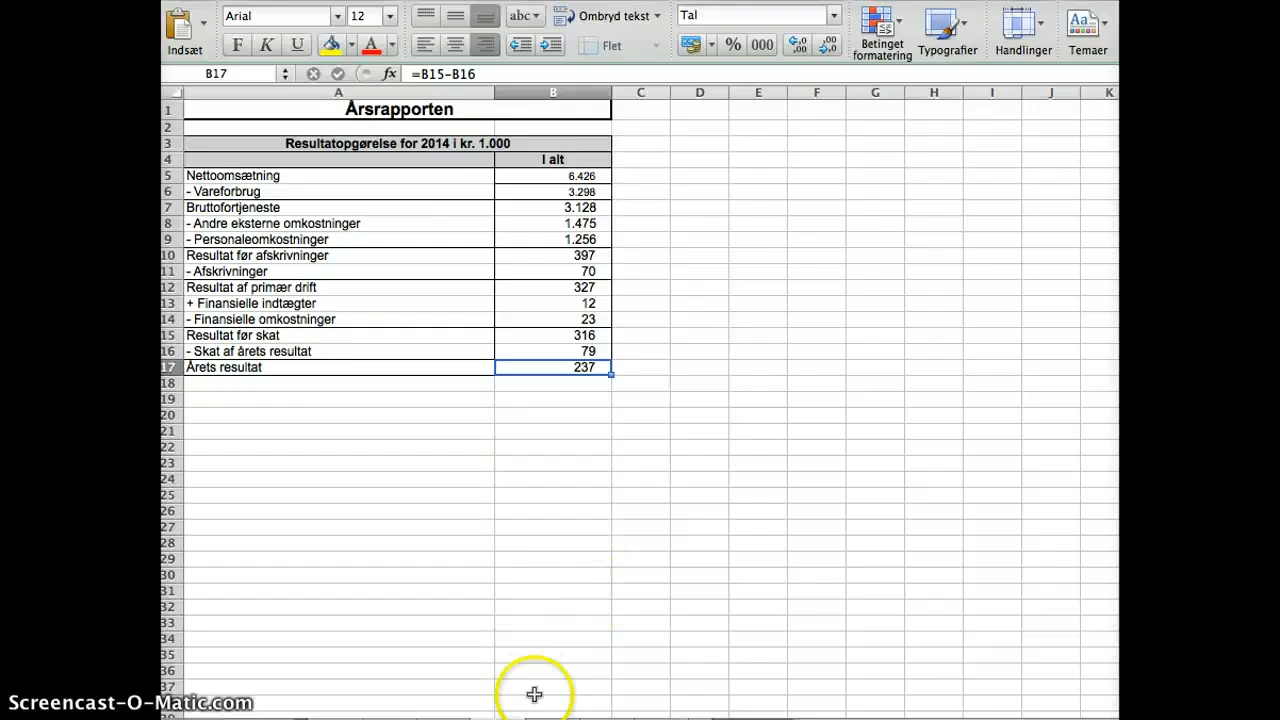 Arial 12 abc Ombryd tekst Tal
Indsæt F K U A Flet % 000 Betinget formatering Typografier Handlinger Temaer Aa
B17 fx =B15-B16
A B C D E F G H I J K
1 Årsrapporten
2
3 Resultatopgørelse for 2014 i kr. 1.000
4 I alt
5 Nettoomsætning 6.426
6 - Vareforbrug 3.298
7 Bruttofortjeneste 3.128
8 - Andre eksterne omkostninger 1.475
9 - Personaleomkostninger 1.256
10 Resultat før afskrivninger 397
11 - Afskrivninger 70
12 Resultat af primær drift 327
13 + Finansielle indtægter 12
14 - Finansielle omkostninger 23
15 Resultat før skat 316
16 - Skat af årets resultat 79
17 Årets resultat 237
18
19
20
21
22
23
24
25
26
27
28
29
30
31
32
33
34
35
36
37
Screencast-O-Matic.com